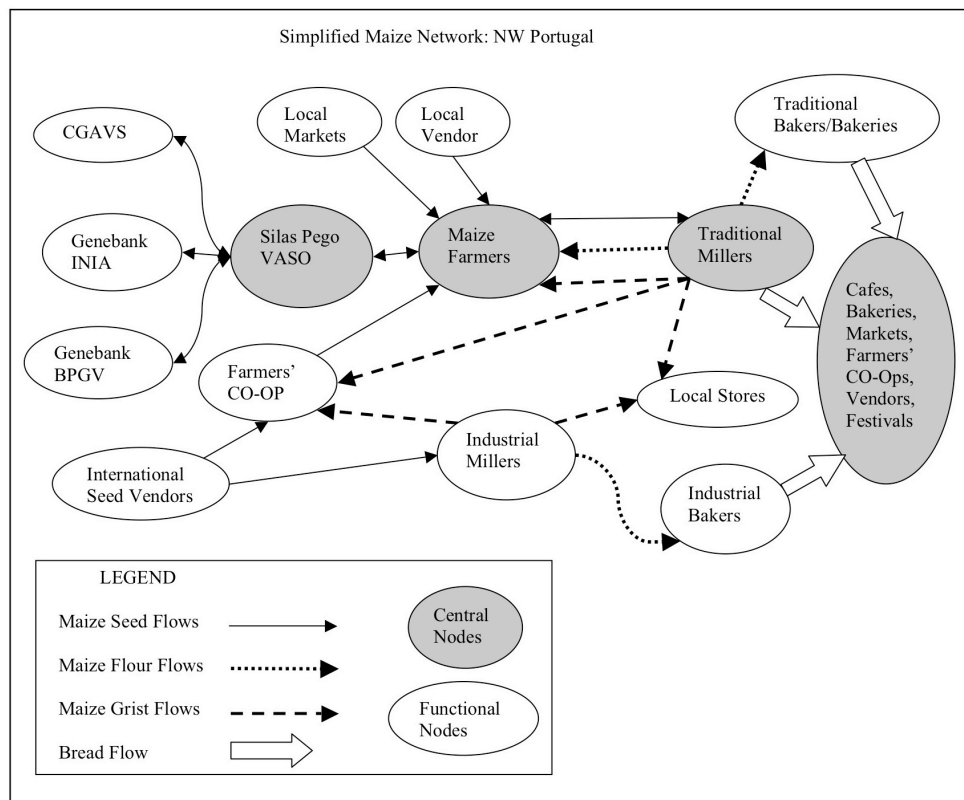 Simplified Maize Network: NW Portugal
CGAVS
Local
Markets
Local
Vendor
Traditional
Bakers/Bakeries
Genebank
INIA
Silas Pego
VASO
Maize
Farmers
Traditional
Millers
Cafes,
Bakeries,
Markets,
Farmers'
CO-Ops,
Vendors,
Festivals
Genebank
BPGV
Farmers'
CO-OP
Local Stores
International
Seed Vendors
Industrial
Millers
Industrial
Bakers
LEGEND
Maize Seed Flows
Maize Flour Flows
Maize Grist Flows
Bread Flow
Central
Nodes
Functional
Nodes